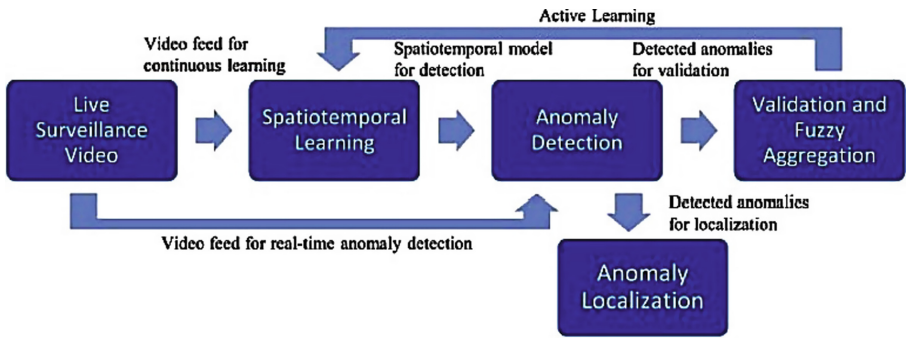 Active Learning
Video feed for
continuous learning
Spatiotemporal model
for detection
Detected anomalies
for validation
Live
Surveillance
Video
Spatiotemporal
Learning
Anomaly
Detection
Validation and
Fuzzy
Aggregation
Video feed for real-time anomaly detection
Detected anomalies
for localization
Anomaly
Localization